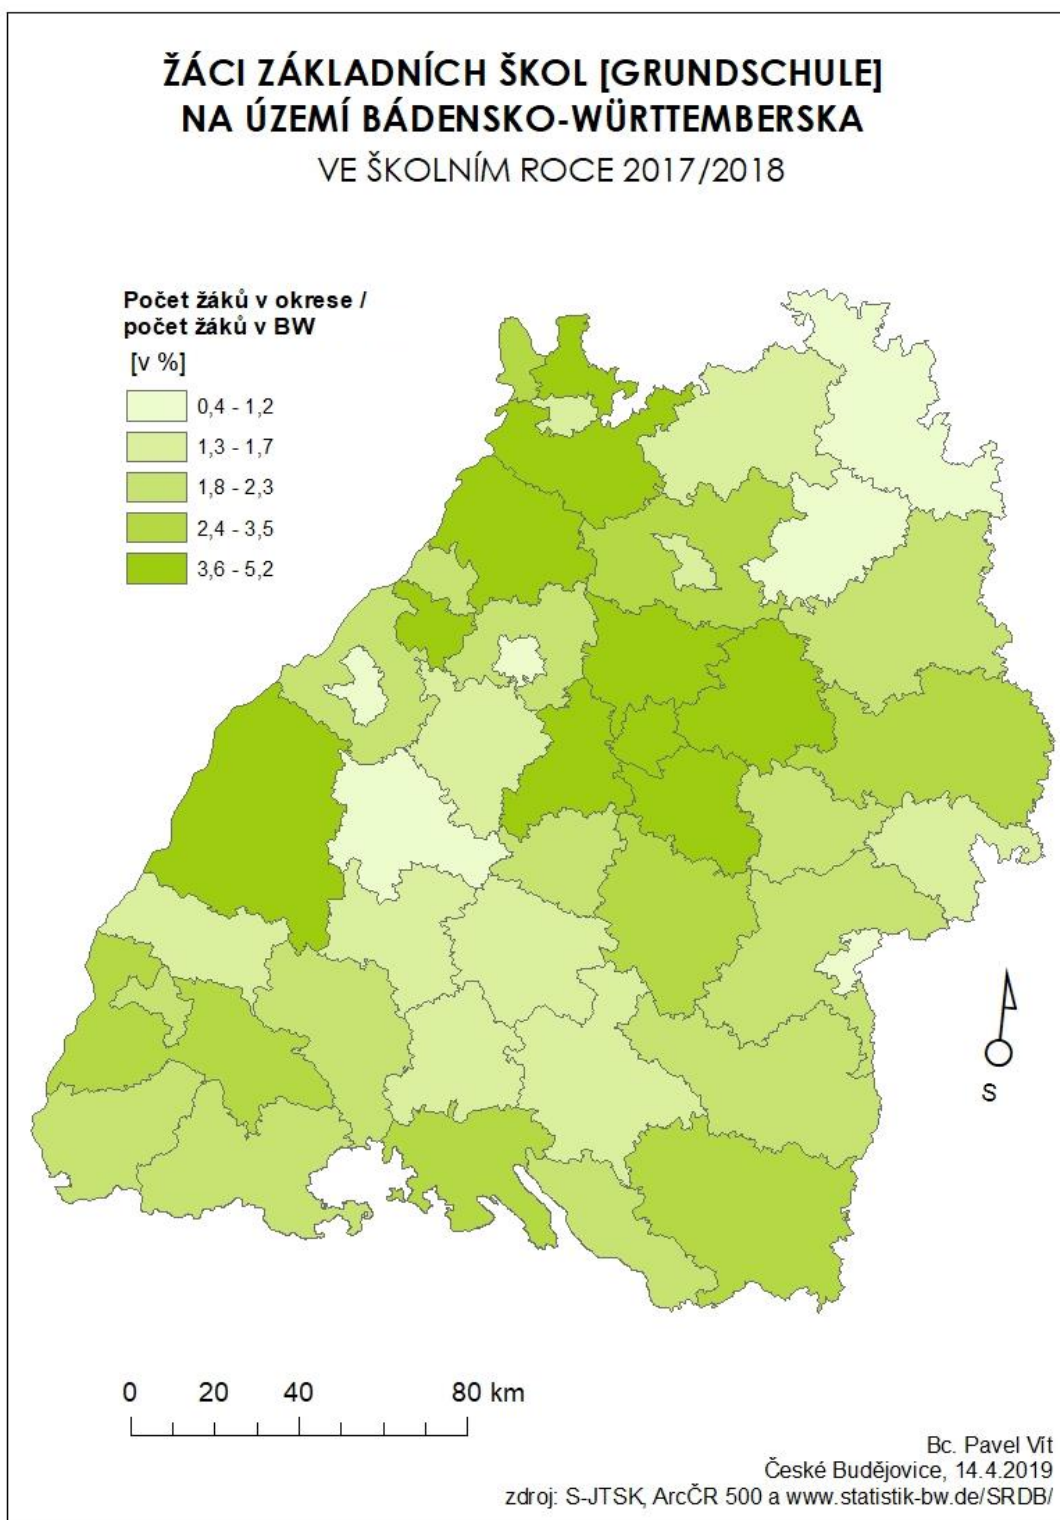 ŽÁCI ZÁKLADNÍCH ŠKOL [GRUNDSCHULE]
NA ÚZEMÍ BÁDENSKO-WÜRTTEMBERSKA
VE ŠKOLNÍM ROCE 2017/2018
Počet žáků v okrese /
počet žáků v BW
[v %]
0,4 - 1,2
1,3 - 1,7
1,8 - 2,3
2,4 - 3,5
3,6 - 5,2
S
0 20 40 80 km
Bc. Pavel Vít
České Budějovice, 14.4.2019
zdroj: S-JTSK, ArcČR 500 a www.statistik-bw.de/SRDB/